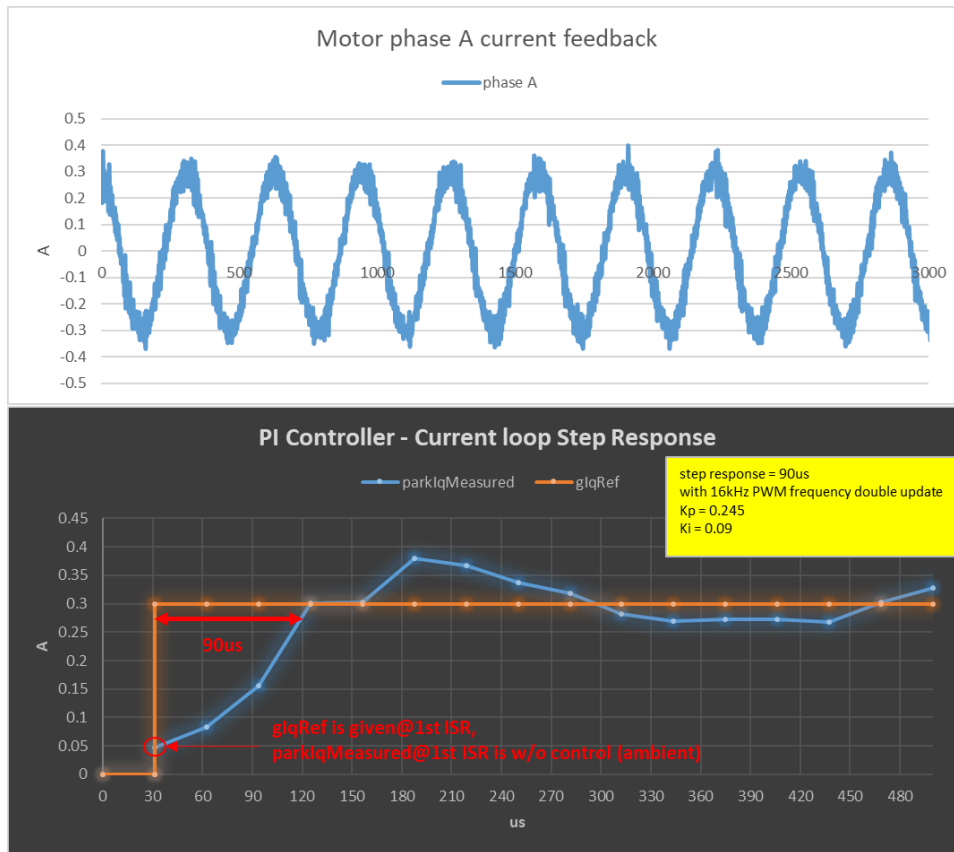 Motor phase A current feedback
phase A
0.5
0.4
0.3
0.2
0.1
0
-0.1
-0.2
-0.3
-0.4
-0.5
A
0 500 1000 1500 2000 2500 3000
PI Controller - Current loop Step Response
parkIqMeasured gIqRef
step response = 90us
with 16kHz PWM frequency double update
Kp = 0.245
Ki = 0.09
0.45
0.4
0.35
0.3
0.25
0.2
0.15
0.1
0.05
0
A
90us
gIqRef is given@1st ISR,
parkIqMeasured@1st ISR is w/o control (ambient)
0 30 60 90 120 150 180 210 240 270 300 330 360 390 420 450 480
us